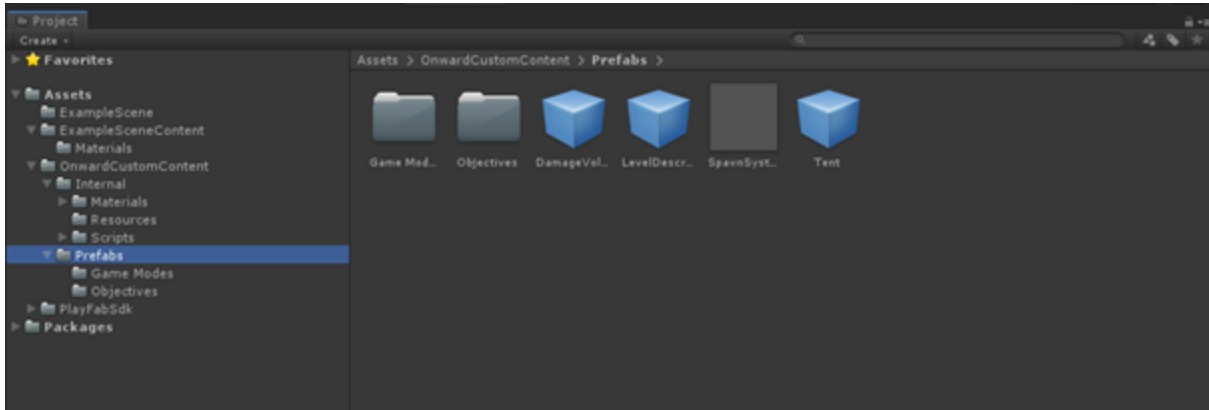 Project
Create
Favorites
Assets > OnwardCustomContent > Prefabs >
Assets
ExampleScene
ExampleSceneContent
Materials
OnwardCustomContent
Internal
Materials
Resources
Scripts
Prefabs
Game Modes
Objectives
PlayFabSdk
Packages
Game Mod... Objectives DamageVol... LevelDescr... SpawnSyst... Tent